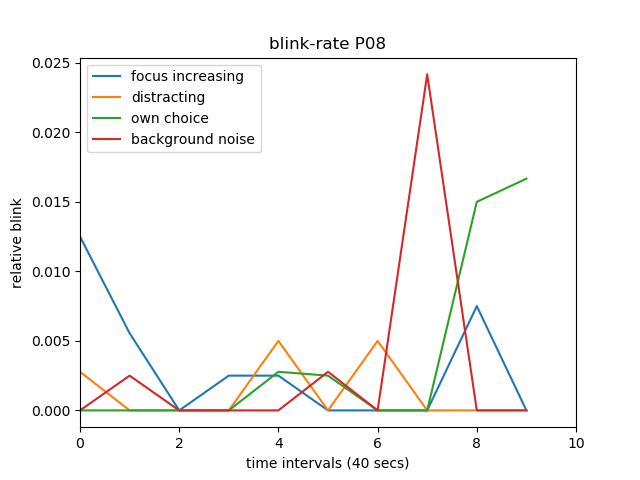 blink-rate P08
0.025
0.020
0.015
0.010
0.005
0.000
relative blink
focus increasing
distracting
own choice
background noise
0
2
4
6
8
10
time intervals (40 secs)